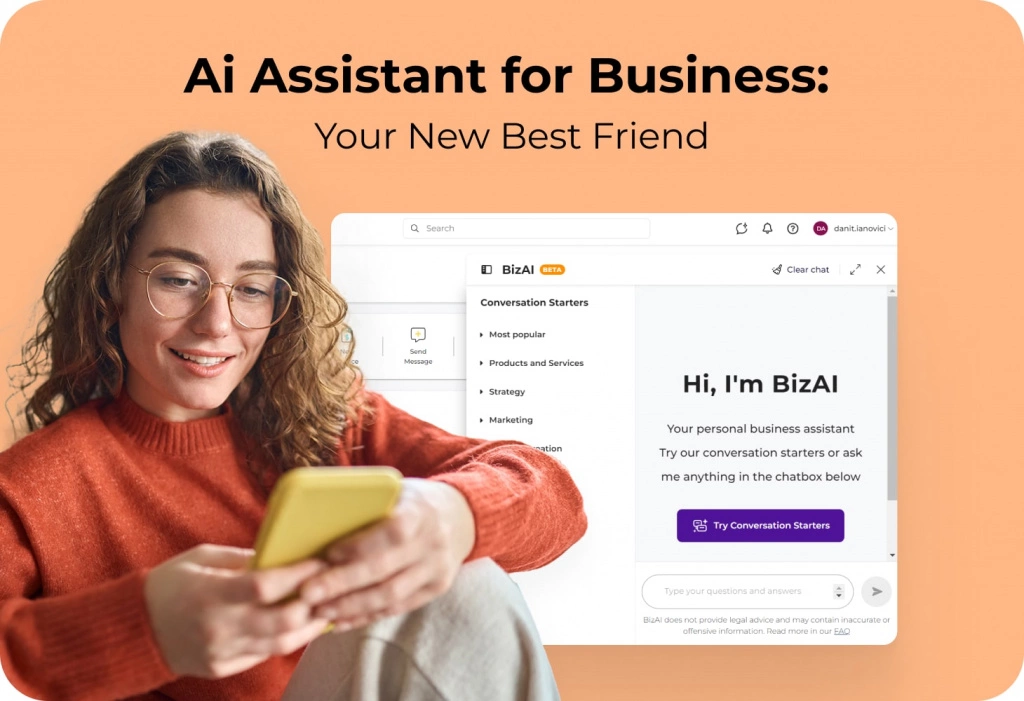 Ai Assistant for Business:
Your New Best Friend
Search
DA
danit.ianovici
BizAI BETA
Clear chat
Conversation Starters
Most popular
Products and Services
Strategy
Marketing
Send
Message
Hi, I'm BizAI
Your personal business assistant
Try our conversation starters or ask
me anything in the chatbox below
Try Conversation Starters
Type your questions and answers
BizAI does not provide legal advice and may contain inaccurate or
offensive information. Read more in our FAQ